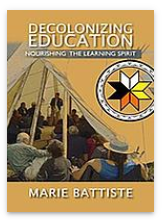 DECOLONIZING
EDUCATION
NOURISHING THE LEARNING SPIRIT
MARIE BATTISTE